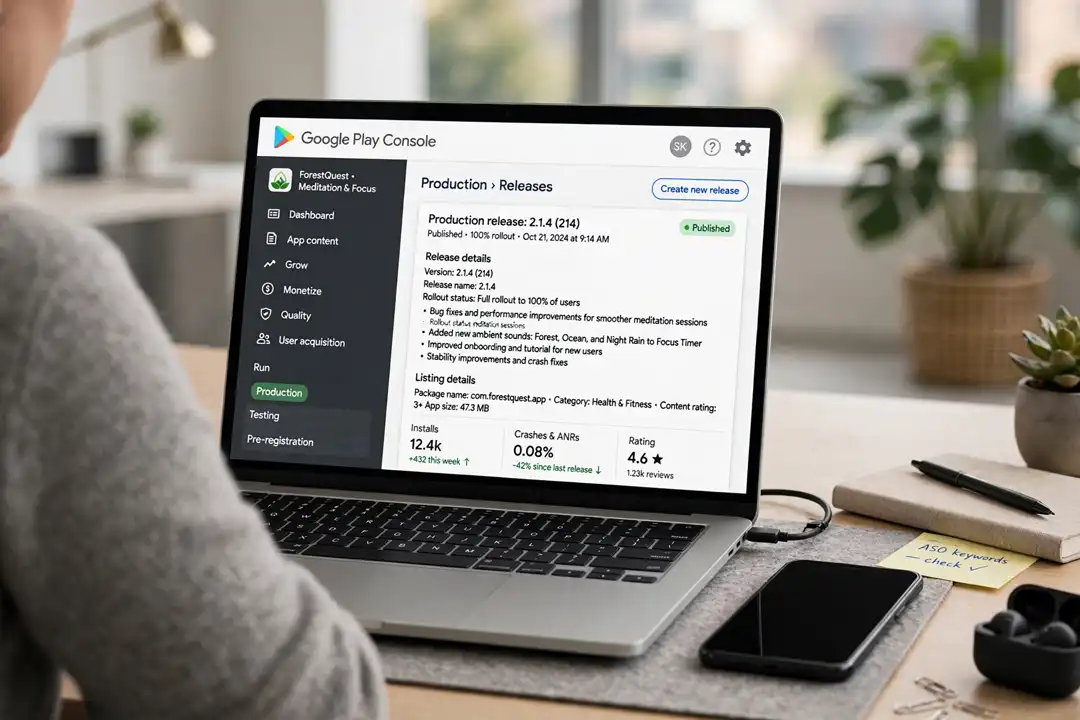 Google Play Console
SK
?
ForestQuest •
Meditation & Focus
Dashboard
App content
Grow
Monetize
Quality
User acquisition
Run
Production
Testing
Pre-registration
Production › Releases
Create new release
Production release: 2.1.4 (214)
Published
Published • 100% rollout • Oct 21, 2024 at 9:14 AM
Release details
Version: 2.1.4 (214)
Release name: 2.1.4
Rollout status: Full rollout to 100% of users
• Bug fixes and performance improvements for smoother meditation sessions
Rollout status meditation sessions
• Added new ambient sounds: Forest, Ocean, and Night Rain to Focus Timer
• Improved onboarding and tutorial for new users
• Stability improvements and crash fixes
Listing details
Package name: com.forestquest.app • Category: Health & Fitness • Content rating:
3+ App size: 47.3 MB
Installs
12.4k
+432 this week ↑
Crashes & ANRs
0.08%
-42% since last release ↓
Rating
4.6 ★
1.23k reviews
ASO keywords
— check ✓